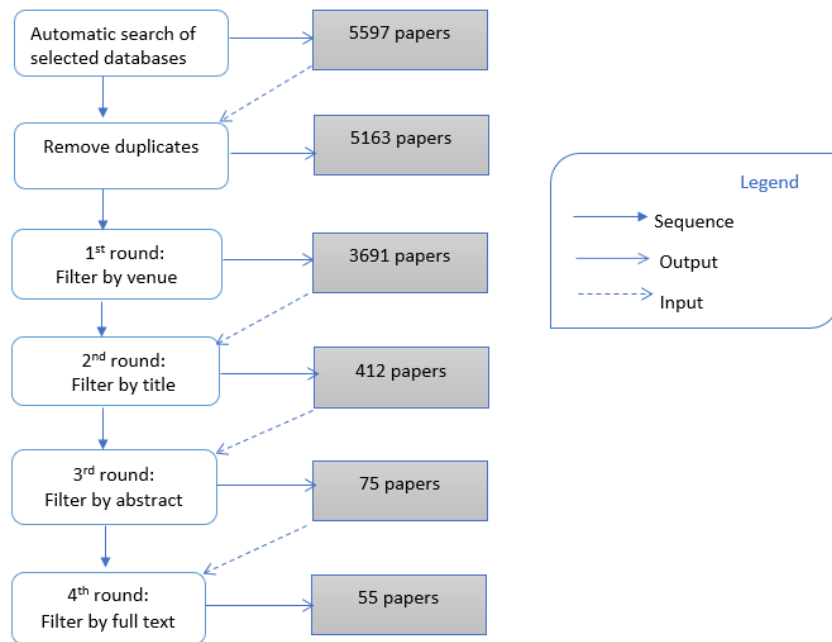 Automatic search of
selected databases
5597 papers
Remove duplicates
5163 papers
Legend
Sequence
Output
Input
1st round:
Filter by venue
3691 papers
2nd round:
Filter by title
412 papers
3rd round:
Filter by abstract
75 papers
4th round:
Filter by full text
55 papers